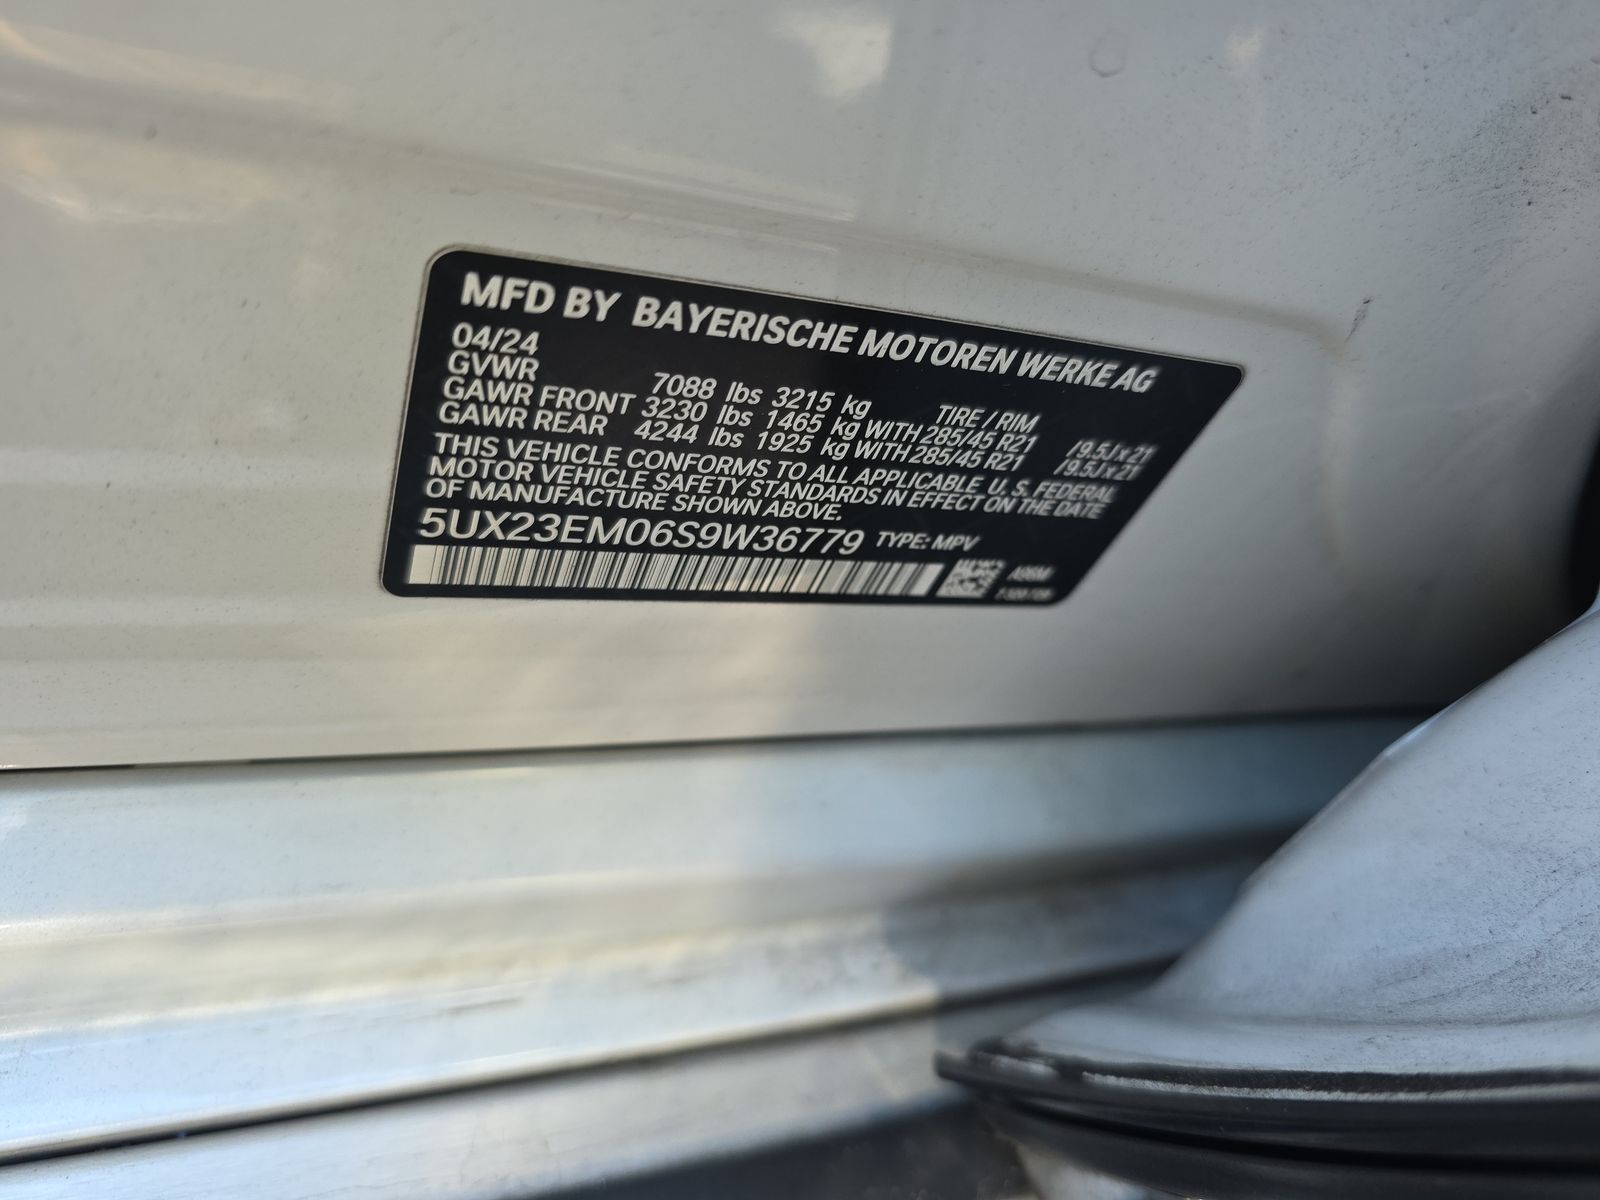 MFD BY BAYERISCHE MOTOREN WERKE AG
04/24
GVWR 7088 lbs 3215 kg TIRE / RIM
GAWR FRONT 3230 lbs 1465 kg WITH 285/45 R21 /9.5Jx21
GAWR REAR 4244 lbs 1925 kg WITH 285/45 R21 /9.5Jx21
THIS VEHICLE CONFORMS TO ALL APPLICABLE U. S. FEDERAL
MOTOR VEHICLE SAFETY STANDARDS IN EFFECT ON THE DATE
OF MANUFACTURE SHOWN ABOVE.
5UX23EM06S9W36779 TYPE: MPV